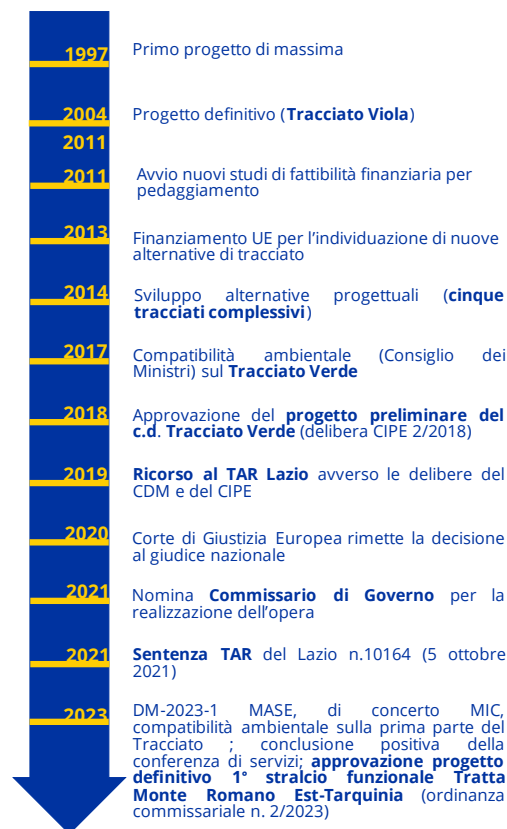 1997 Primo progetto di massima
2004 Progetto definitivo (Tracciato Viola)
2011
2011 Avvio nuovi studi di fattibilità finanziaria per
pedaggiamento
2013 Finanziamento UE per l’individuazione di nuove
alternative di tracciato
2014 Sviluppo alternative progettuali (cinque
tracciati complessivi)
2017 Compatibilità ambientale (Consiglio dei
Ministri) sul Tracciato Verde
2018 Approvazione del progetto preliminare del
c.d. Tracciato Verde (delibera CIPE 2/2018)
2019 Ricorso al TAR Lazio avverso le delibere del
CDM e del CIPE
2020 Corte di Giustizia Europea rimette la decisione
al giudice nazionale
2021 Nomina Commissario di Governo per la
realizzazione dell’opera
2021 Sentenza TAR del Lazio n.10164 (5 ottobre
2021)
2023 DM-2023-1 MASE, di concerto MIC,
compatibilità ambientale sulla prima parte del
Tracciato ; conclusione positiva della
conferenza di servizi; approvazione progetto
definitivo 1° stralcio funzionale Tratta
Monte Romano Est-Tarquinia (ordinanza
commissariale n. 2/2023)